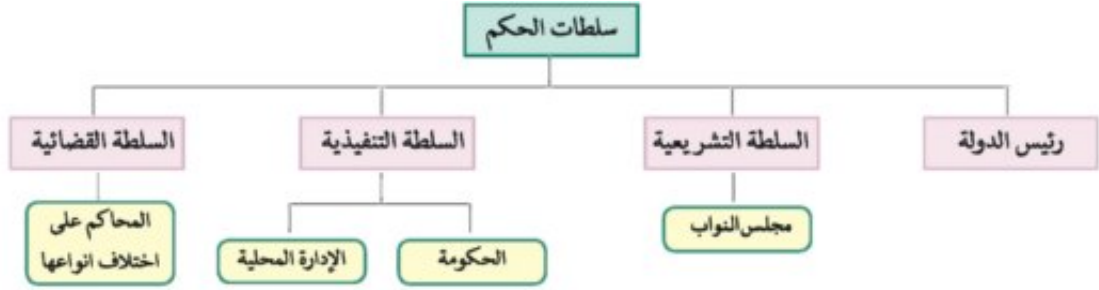 سلطات الحكم
رئيس الدولة
السلطة التشريعية
السلطة التنفيذية
السلطة القضائية
مجلس النواب
الحكومة
الإدارة المحلية
المحاكم على
اختلاف انواعها